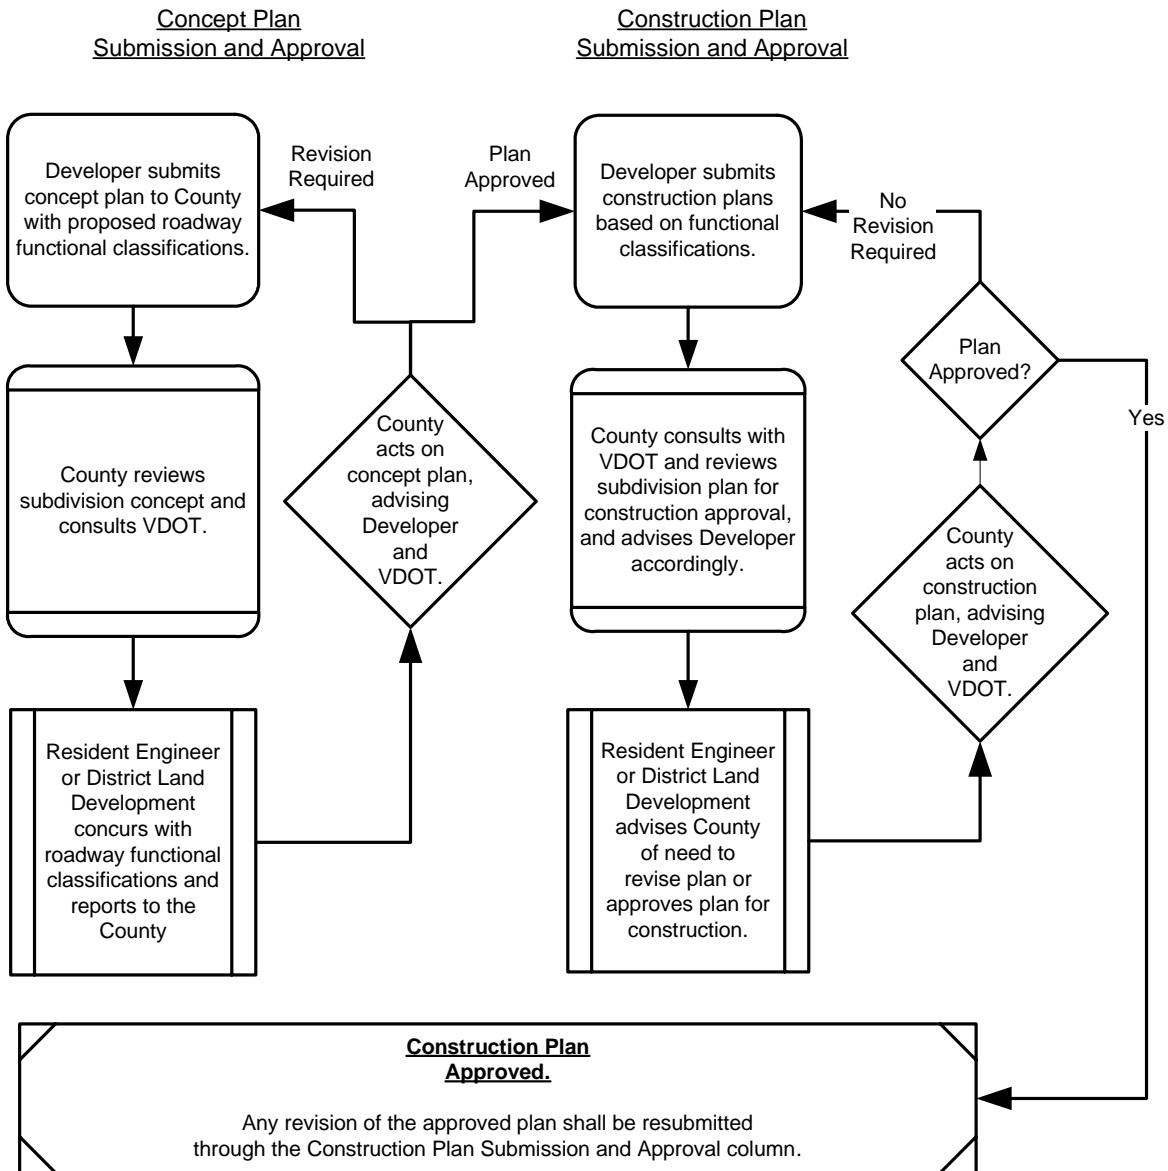 Concept Plan
Submission and Approval
Construction Plan
Submission and Approval
Developer submits
concept plan to County
with proposed roadway
functional classifications.
Revision
Required
Plan
Approved
Developer submits
construction plans
based on functional
classifications.
No
Revision
Required
Plan
Approved?
Yes
County reviews
subdivision concept and
consults VDOT.
County
acts on
concept plan,
advising
Developer
and
VDOT.
County consults with
VDOT and reviews
subdivision plan for
construction approval,
and advises Developer
accordingly.
County
acts on
construction
plan, advising
Developer
and
VDOT.
Resident Engineer
or District Land
Development
concurs with
roadway functional
classifications and
reports to the
County
Resident Engineer
or District Land
Development
advises County
of need to
revise plan or
approves plan for
construction.
Construction Plan
Approved.
Any revision of the approved plan shall be resubmitted
through the Construction Plan Submission and Approval column.